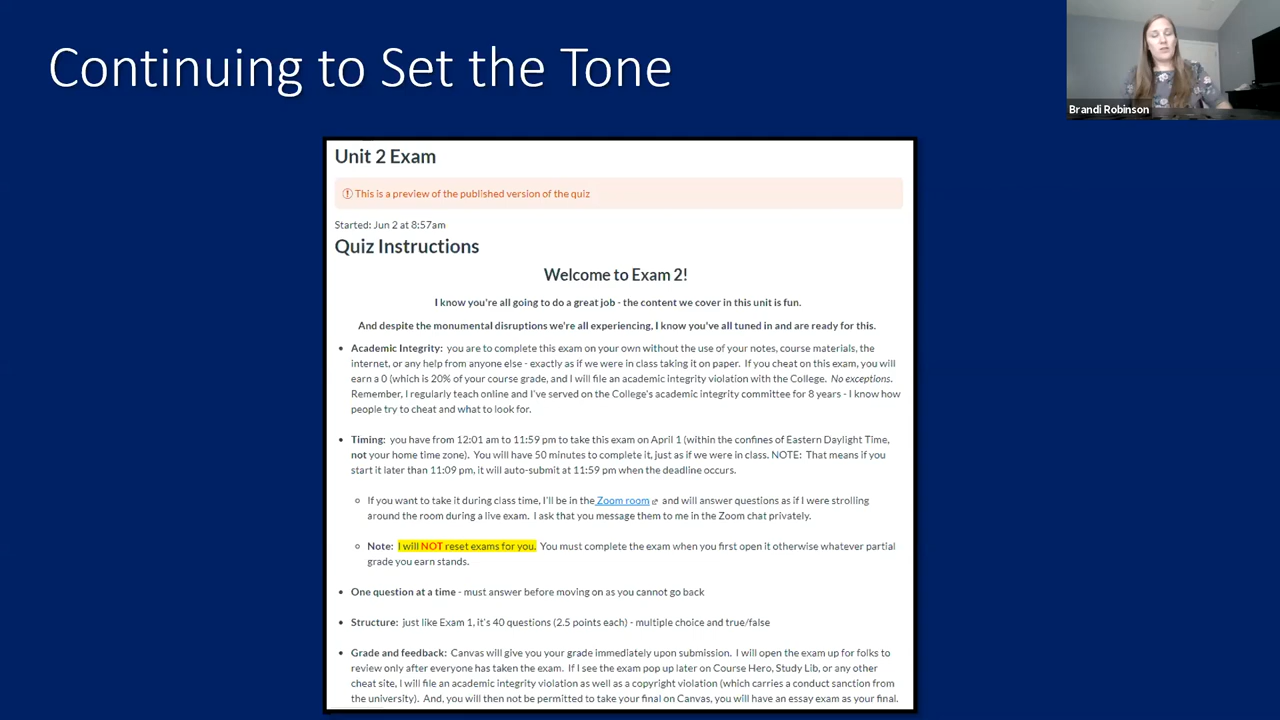 Continuing to Set the Tone
Brandi Robinson
Unit 2 Exam
This is a preview of the published version of the quiz
Started: Jun 2 at 8:57am
Quiz Instructions
Welcome to Exam 2!
I know you're all going to do a great job - the content we cover in this unit is fun.
And despite the monumental disruptions we're all experiencing, I know you've all tuned in and are ready for this.
• Academic Integrity: you are to complete this exam on your own without the use of your notes, course materials, the
internet, or any help from anyone else - exactly as if we were in class taking it on paper. If you cheat on this exam, you will
earn a 0 (which is 20% of your course grade, and I will file an academic integrity violation with the College. No exceptions.
Remember, I regularly teach online and I've served on the College's academic integrity committee for 8 years - I know how
people try to cheat and what to look for.
• Timing: you have from 12:01 am to 11:59 pm to take this exam on April 1 (within the confines of Eastern Daylight Time,
not your home time zone). You will have 50 minutes to complete it, just as if we were in class. NOTE: That means if you
start it later than 11:09 pm, it will auto-submit at 11:59 pm when the deadline occurs.
◦ If you want to take it during class time, I'll be in the Zoom room and will answer questions as if I were strolling
around the room during a live exam. I ask that you message them to me in the Zoom chat privately.
◦ Note: I will NOT reset exams for you. You must complete the exam when you first open it otherwise whatever partial
grade you earn stands.
• One question at a time - must answer before moving on as you cannot go back
• Structure: just like Exam 1, it's 40 questions (2.5 points each) - multiple choice and true/false
• Grade and feedback: Canvas will give you your grade immediately upon submission. I will open the exam up for folks to
review only after everyone has taken the exam. If I see the exam pop up later on Course Hero, Study Lib, or any other
cheat site, I will file an academic integrity violation as well as a copyright violation (which carries a conduct sanction from
the university). And, you will then not be permitted to take your final on Canvas, you will have an essay exam as your final.